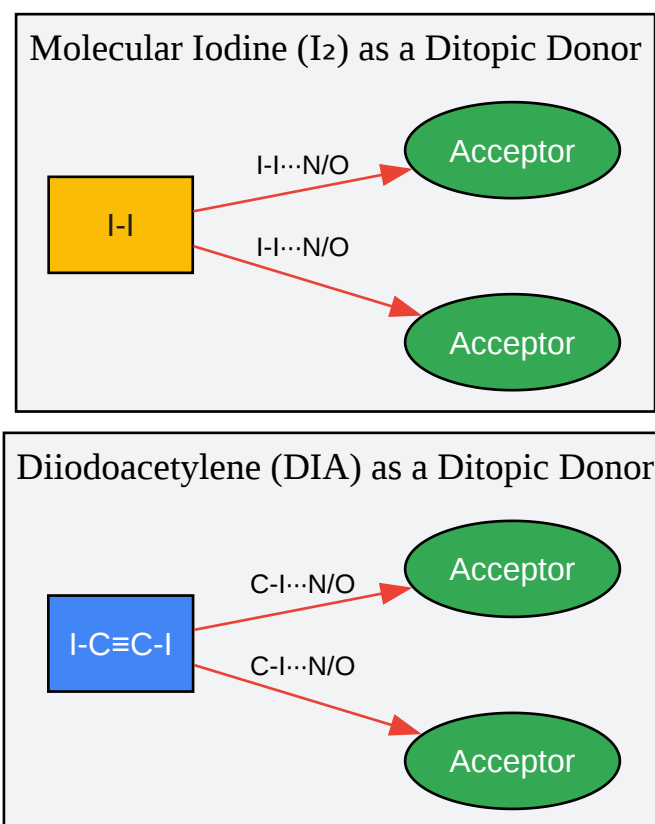 Molecular Iodine (I₂) as a Ditopic Donor
I-I···N/O
Acceptor
I-I
I-I···N/O
Acceptor
Diiodoacetylene (DIA) as a Ditopic Donor
C-I···N/O
Acceptor
I-C≡C-I
C-I···N/O
Acceptor